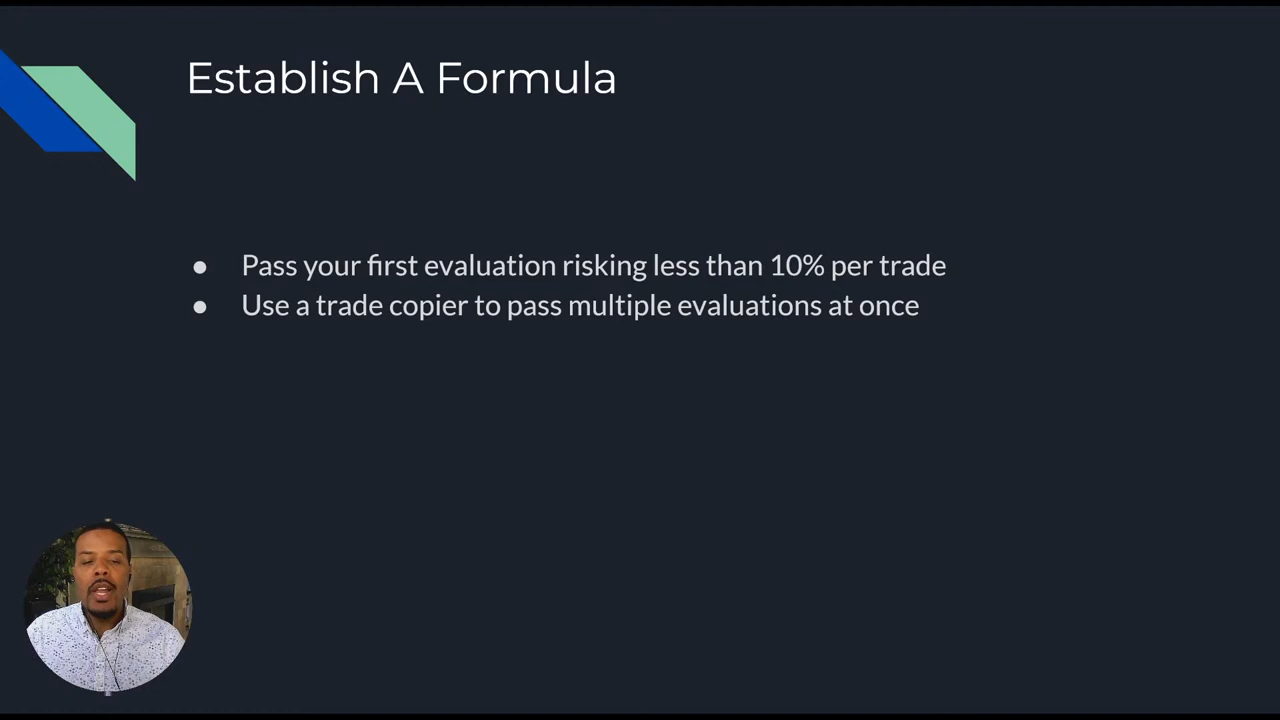 Establish A Formula
● Pass your first evaluation risking less than 10% per trade
● Use a trade copier to pass multiple evaluations at once